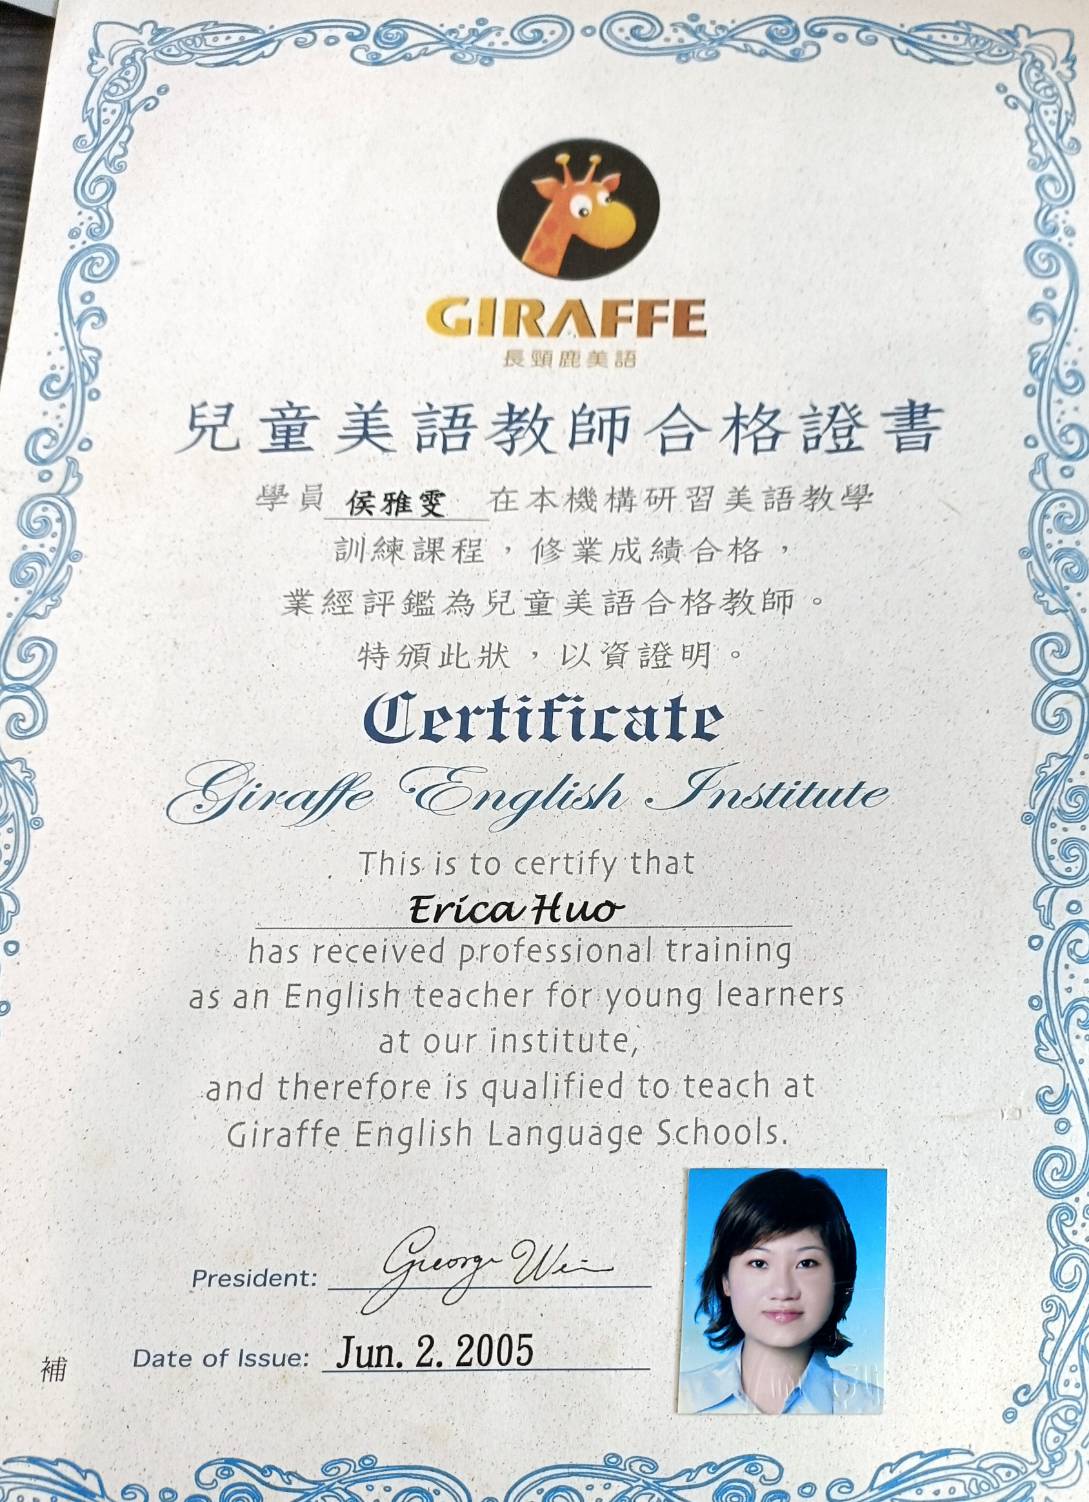 GIRAFFE
長頸鹿美語
兒童美語教師合格證書
學員 侯雅雯 在本機構研習美語教學
訓練課程，修業成績合格，
業經評鑑為兒童美語合格教師。
特頒此狀，以資證明。
Certificate
Giraffe English Institute
This is to certify that
Erica Huo
has received professional training
as an English teacher for young learners
at our institute,
and therefore is qualified to teach at
Giraffe English Language Schools.
President: George Wei
補 Date of Issue: Jun. 2. 2005